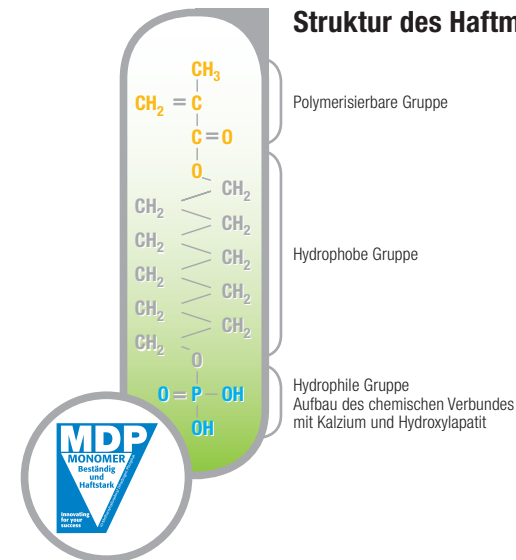 Struktur des Haftm
CH3
CH2 = C
C = O
O
CH2
CH2
CH2
CH2
CH2
CH2
CH2
CH2
CH2
CH2
O
O = P – OH
OH
Polymerisierbare Gruppe
Hydrophobe Gruppe
Hydrophile Gruppe
Aufbau des chemischen Verbundes
mit Kalzium und Hydroxylapatit
MDP
MONOMER
Beständig
und
Haftstark
Innovating
for your
success